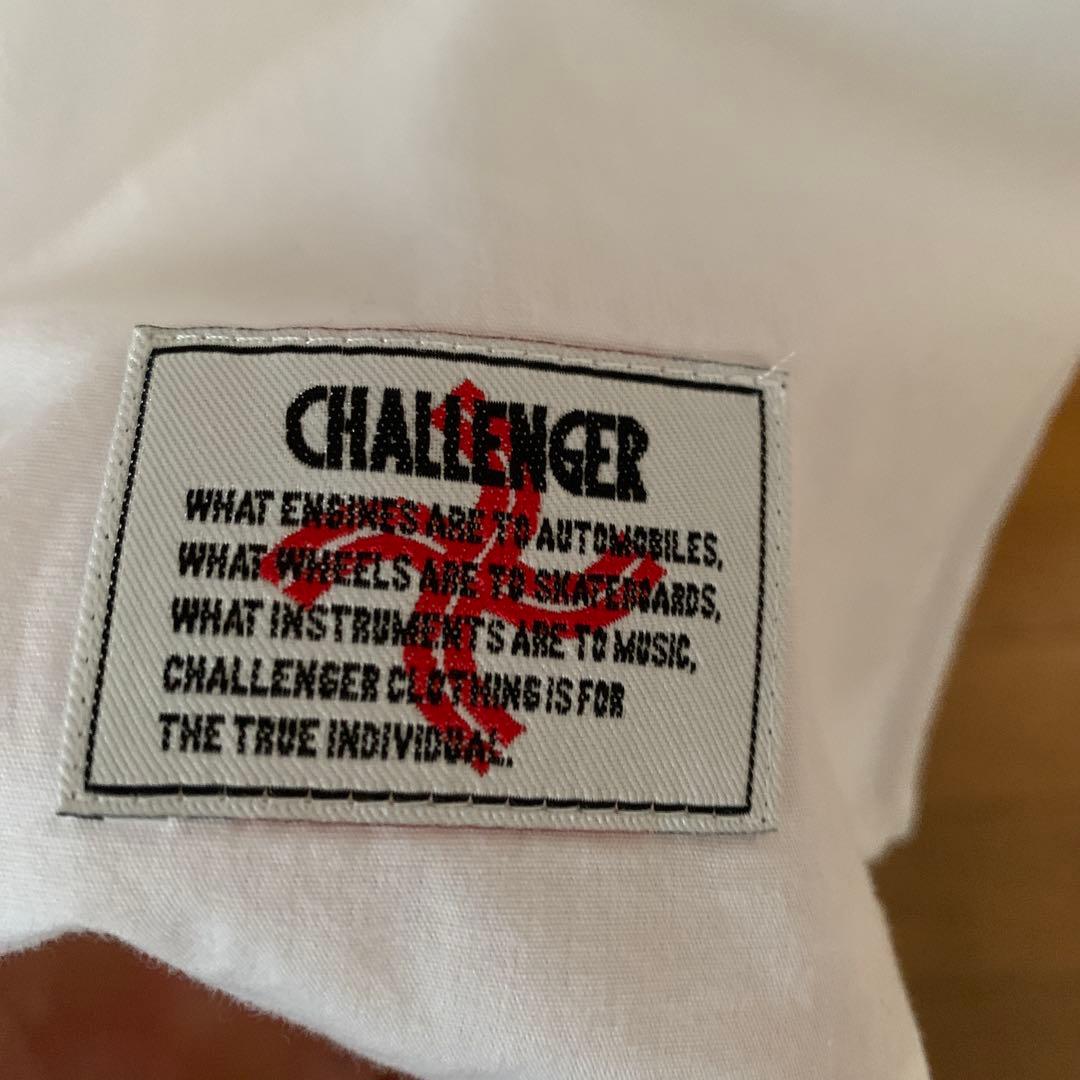 CHALLENGER
WHAT ENGINES ARE TO AUTOMOBILES,
WHAT WHEELS ARE TO SKATEBOARDS,
WHAT INSTRUMENTS ARE TO MUSIC,
CHALLENGER CLOTHING IS FOR
THE TRUE INDIVIDUAL.